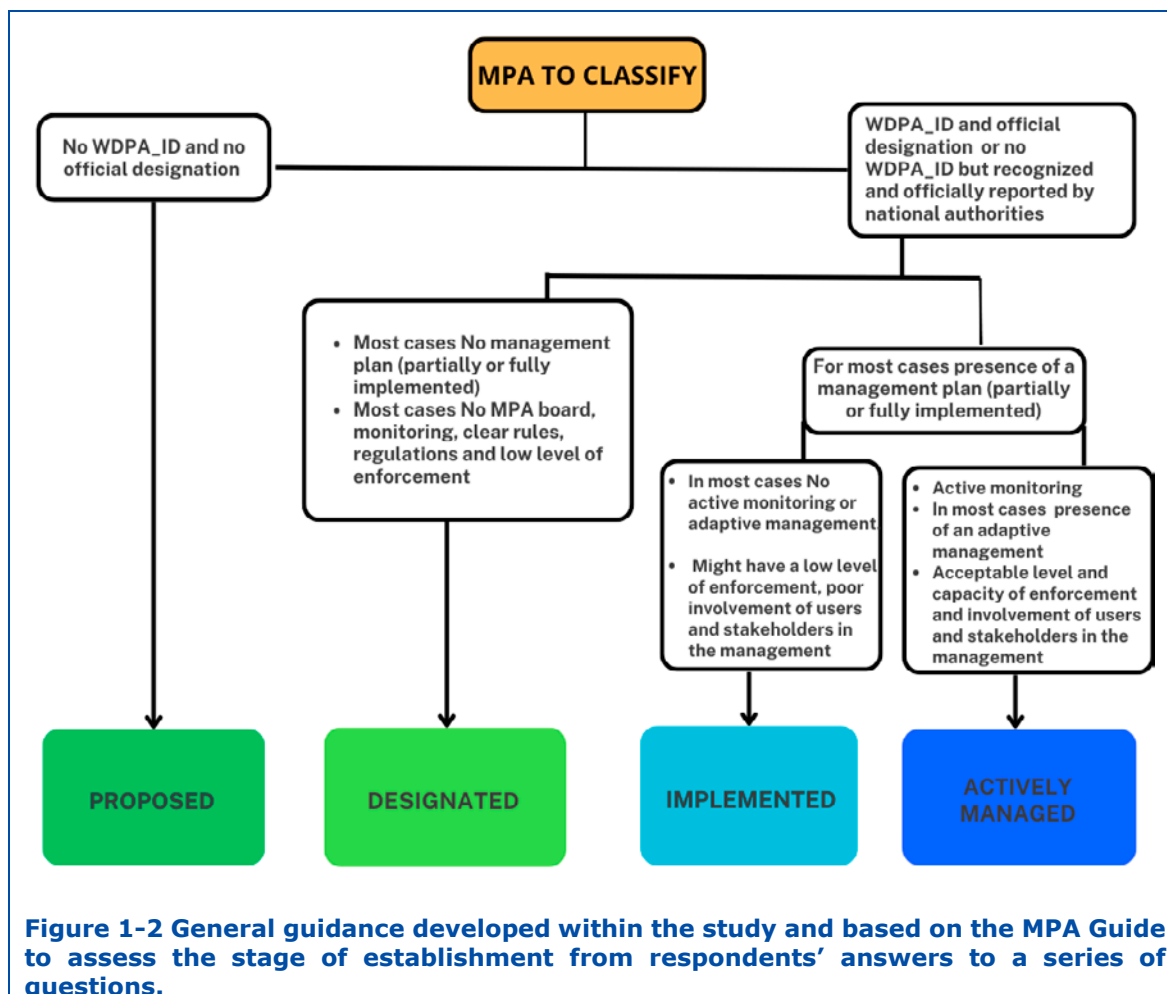 MPA TO CLASSIFY
No WDPA_ID and no
official designation
WDPA_ID and official
designation or no
WDPA_ID but recognized
and officially reported by
national authorities
• Most cases No management
plan (partially or fully
implemented)
• Most cases No MPA board,
monitoring, clear rules,
regulations and low level of
enforcement
For most cases presence of a
management plan (partially
or fully implemented)
• In most cases No
active monitoring or
adaptive management.
• Might have a low level
of enforcement, poor
involvement of users
and stakeholders in
the management
• Active monitoring
• In most cases presence
of an adaptive
management
• Acceptable level and
capacity of enforcement
and involvement of users
and stakeholders in the
management
PROPOSED
DESIGNATED
IMPLEMENTED
ACTIVELY
MANAGED
Figure 1-2 General guidance developed within the study and based on the MPA Guide
to assess the stage of establishment from respondents’ answers to a series of
questions.